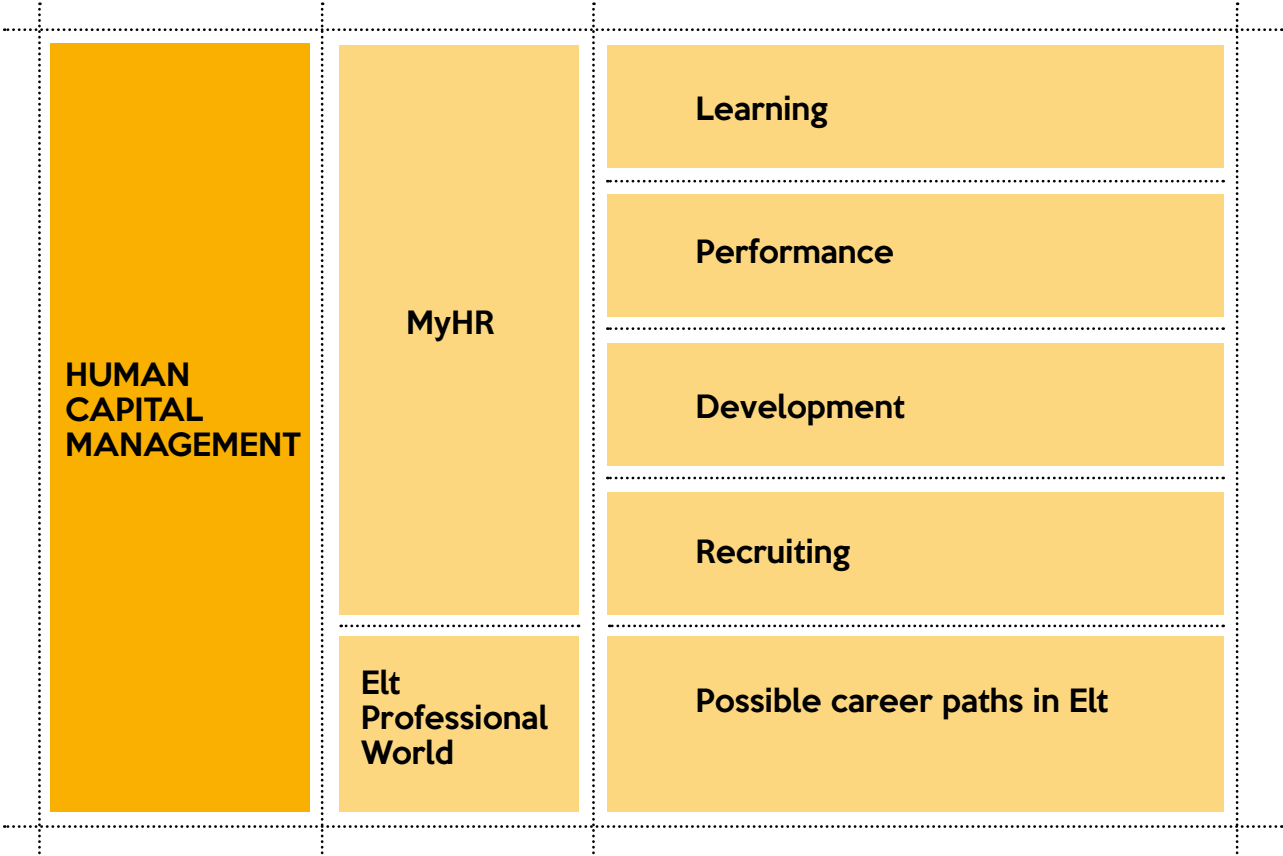 HUMAN
CAPITAL
MANAGEMENT
MyHR
Learning
Performance
Development
Recruiting
Elt
Professional
World
Possible career paths in Elt